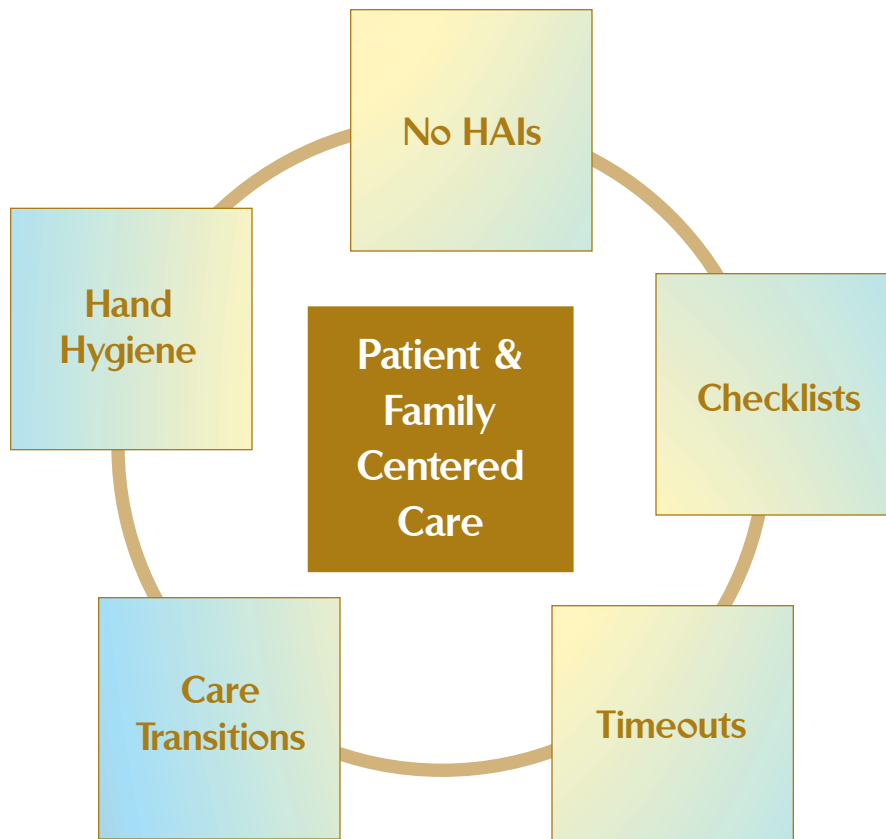 No HAIs
Hand
Hygiene
Patient &
Family
Centered
Care
Checklists
Care
Transitions
Timeouts